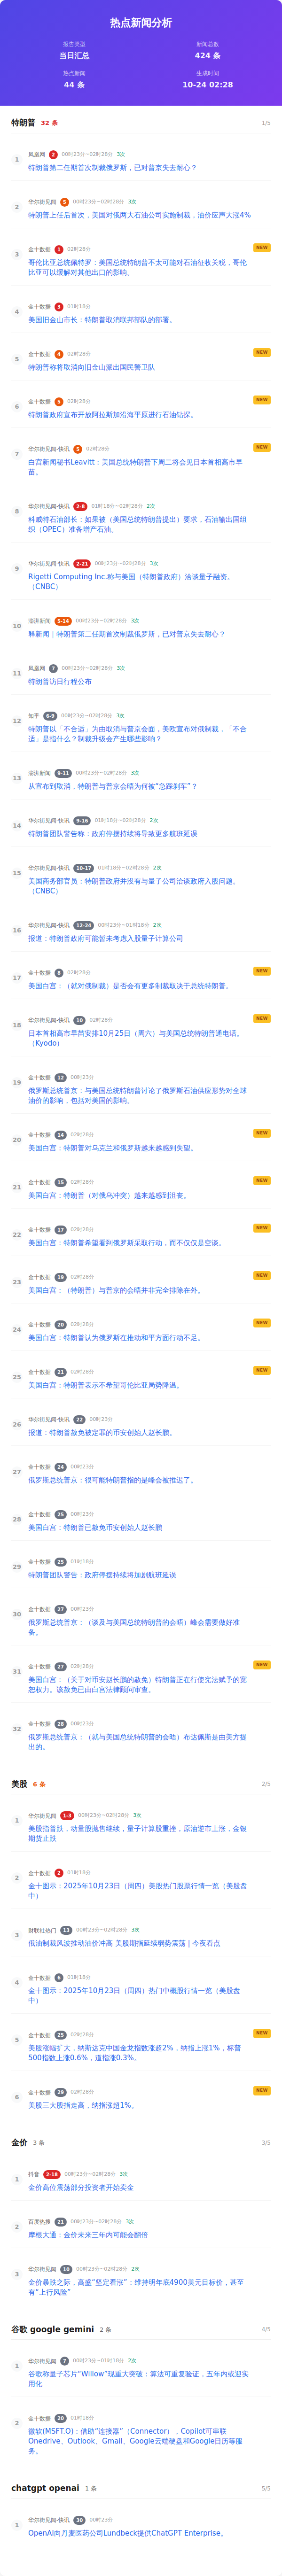 热点新闻分析
报告类型
当日汇总
新闻总数
424 条
热点新闻
44 条
生成时间
10-24 02:28
特朗普 32 条 1/5
1
凤凰网 2 00时23分~02时28分 3次
特朗普第二任期首次制裁俄罗斯，已对普京失去耐心？
2
华尔街见闻 5 00时23分~02时28分 3次
特朗普上任后首次，美国对俄两大石油公司实施制裁，油价应声大涨4%
3
金十数据 1 02时28分 NEW
哥伦比亚总统佩特罗：美国总统特朗普不太可能对石油征收关税，哥伦
比亚可以缓解对其他出口的影响。
4
金十数据 3 01时18分
美国旧金山市长：特朗普取消联邦部队的部署。
5
金十数据 4 02时28分 NEW
特朗普称将取消向旧金山派出国民警卫队
6
金十数据 5 02时28分 NEW
特朗普政府宣布开放阿拉斯加沿海平原进行石油钻探。
7
华尔街见闻-快讯 5 02时28分 NEW
白宫新闻秘书Leavitt：美国总统特朗普下周二将会见日本首相高市早
苗。
8
华尔街见闻-快讯 2-8 01时18分~02时28分 2次
科威特石油部长：如果被（美国总统特朗普提出）要求，石油输出国组
织（OPEC）准备增产石油。
9
华尔街见闻-快讯 2-21 00时23分~02时28分 3次
Rigetti Computing Inc.称与美国（特朗普政府）洽谈量子融资。
（CNBC）
10
澎湃新闻 5-14 00时23分~02时28分 3次
释新闻｜特朗普第二任期首次制裁俄罗斯，已对普京失去耐心？
11
凤凰网 7 00时23分~02时28分 3次
特朗普访日行程公布
12
知乎 6-9 00时23分~02时28分 3次
特朗普以「不合适」为由取消与普京会面，美欧宣布对俄制裁，「不合
适」是指什么？制裁升级会产生哪些影响？
13
澎湃新闻 9-11 00时23分~02时28分 3次
从宣布到取消，特朗普与普京会晤为何被“急踩刹车”？
14
华尔街见闻-快讯 9-16 01时18分~02时28分 2次
特朗普团队警告称：政府停摆持续将导致更多航班延误
15
华尔街见闻-快讯 10-17 01时18分~02时28分 2次
美国商务部官员：特朗普政府并没有与量子公司洽谈政府入股问题。
（CNBC）
16
华尔街见闻-快讯 12-24 00时23分~01时18分 2次
报道：特朗普政府可能暂未考虑入股量子计算公司
17
金十数据 8 02时28分 NEW
美国白宫：（就对俄制裁）是否会有更多制裁取决于总统特朗普。
18
华尔街见闻-快讯 10 02时28分 NEW
日本首相高市早苗安排10月25日（周六）与美国总统特朗普通电话。
（Kyodo）
19
金十数据 12 00时23分
俄罗斯总统普京：与美国总统特朗普讨论了俄罗斯石油供应形势对全球
油价的影响，包括对美国的影响。
20
金十数据 14 02时28分 NEW
美国白宫：特朗普对乌克兰和俄罗斯越来越感到失望。
21
金十数据 15 02时28分 NEW
美国白宫：特朗普（对俄乌冲突）越来越感到沮丧。
22
金十数据 17 02时28分 NEW
美国白宫：特朗普希望看到俄罗斯采取行动，而不仅仅是空谈。
23
金十数据 19 02时28分 NEW
美国白宫：（特朗普）与普京的会晤并非完全排除在外。
24
金十数据 20 02时28分 NEW
美国白宫：特朗普认为俄罗斯在推动和平方面行动不足。
25
金十数据 21 02时28分 NEW
美国白宫：特朗普表示不希望哥伦比亚局势降温。
26
华尔街见闻-快讯 22 00时23分
报道：特朗普赦免被定罪的币安创始人赵长鹏。
27
金十数据 24 00时23分
俄罗斯总统普京：很可能特朗普指的是峰会被推迟了。
28
金十数据 25 00时23分
美国白宫：特朗普已赦免币安创始人赵长鹏
29
金十数据 25 01时18分
特朗普团队警告：政府停摆持续将加剧航班延误
30
金十数据 27 00时23分
俄罗斯总统普京：（谈及与美国总统特朗普的会晤）峰会需要做好准
备。
31
金十数据 27 02时28分 NEW
美国白宫：（关于对币安赵长鹏的赦免）特朗普正在行使宪法赋予的宽
恕权力。该赦免已由白宫法律顾问审查。
32
金十数据 28 00时23分
俄罗斯总统普京：（就与美国总统特朗普的会晤）布达佩斯是由美方提
出的。
美股 6 条 2/5
1
华尔街见闻 1-3 00时23分~02时28分 3次
美股指普跌，动量股抛售继续，量子计算股重挫，原油逆市上涨，金银
期货止跌
2
金十数据 2 01时18分
金十图示：2025年10月23日（周四）美股热门股票行情一览（美股盘
中）
3
财联社热门 13 00时23分~02时28分 3次
俄油制裁风波推动油价冲高 美股期指延续弱势震荡 | 今夜看点
4
金十数据 6 01时18分
金十图示：2025年10月23日（周四）热门中概股行情一览（美股盘
中）
5
金十数据 25 02时28分 NEW
美股涨幅扩大，纳斯达克中国金龙指数涨超2%，纳指上涨1%，标普
500指数上涨0.6%，道指涨0.3%。
6
金十数据 29 02时28分 NEW
美股三大股指走高，纳指涨超1%。
金价 3 条 3/5
1
抖音 2-10 00时23分~02时28分 3次
金价高位震荡部分投资者开始卖金
2
百度热搜 21 00时23分~02时28分 3次
摩根大通：金价未来三年内可能会翻倍
3
华尔街见闻 10 00时23分~02时28分 2次
金价暴跌之际，高盛“坚定看涨”：维持明年底4900美元目标价，甚至
有“上行风险”
谷歌 google gemini 2 条 4/5
1
华尔街见闻 7 00时23分~01时18分 2次
谷歌称量子芯片“Willow”现重大突破：算法可重复验证，五年内或迎实
用化
2
金十数据 20 01时18分
微软(MSFT.O)：借助“连接器”（Connector），Copilot可串联
Onedrive、Outlook、Gmail、Google云端硬盘和Google日历等服
务。
chatgpt openai 1 条 5/5
1
华尔街见闻-快讯 30 00时23分
OpenAI向丹麦医药公司Lundbeck提供ChatGPT Enterprise。